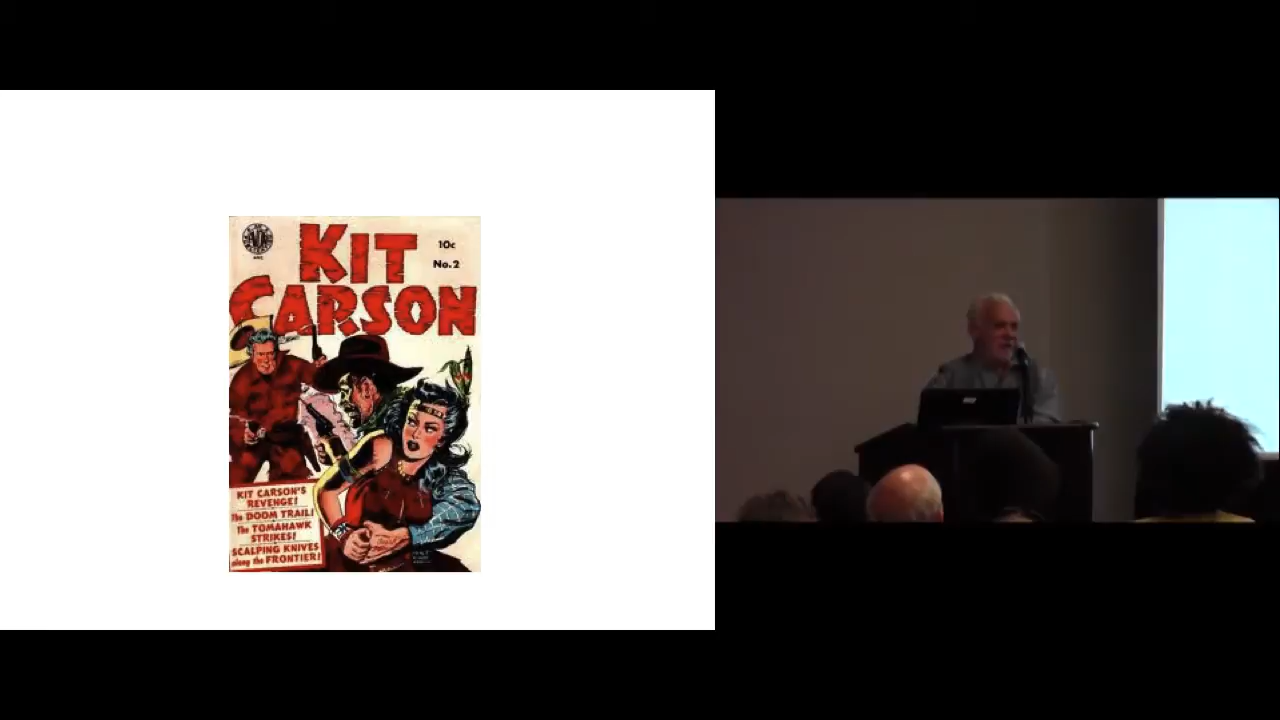 KIT
CARSON
10c
No.2
KIT CARSON'S
REVENGE!
The DOOM TRAIL!
The TOMAHAWK
STRIKES!
SCALPING KNIVES
along the FRONTIER!